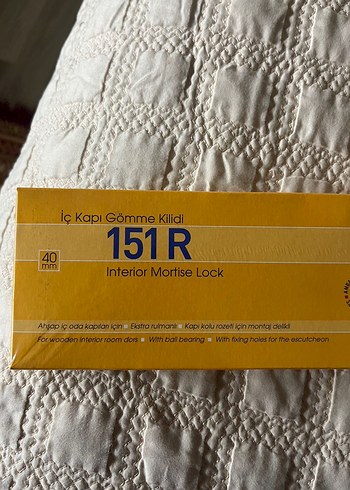 İç Kapı Gömme Kilidi
151 R
40
mm
Interior Mortise Lock
Ahşap iç oda kapıları için • Ekstra rulmanlı • Kapı kolu rozeti için montaj delikli
For wooden interior room dors • With ball bearing • With fixing holes for the escutcheon